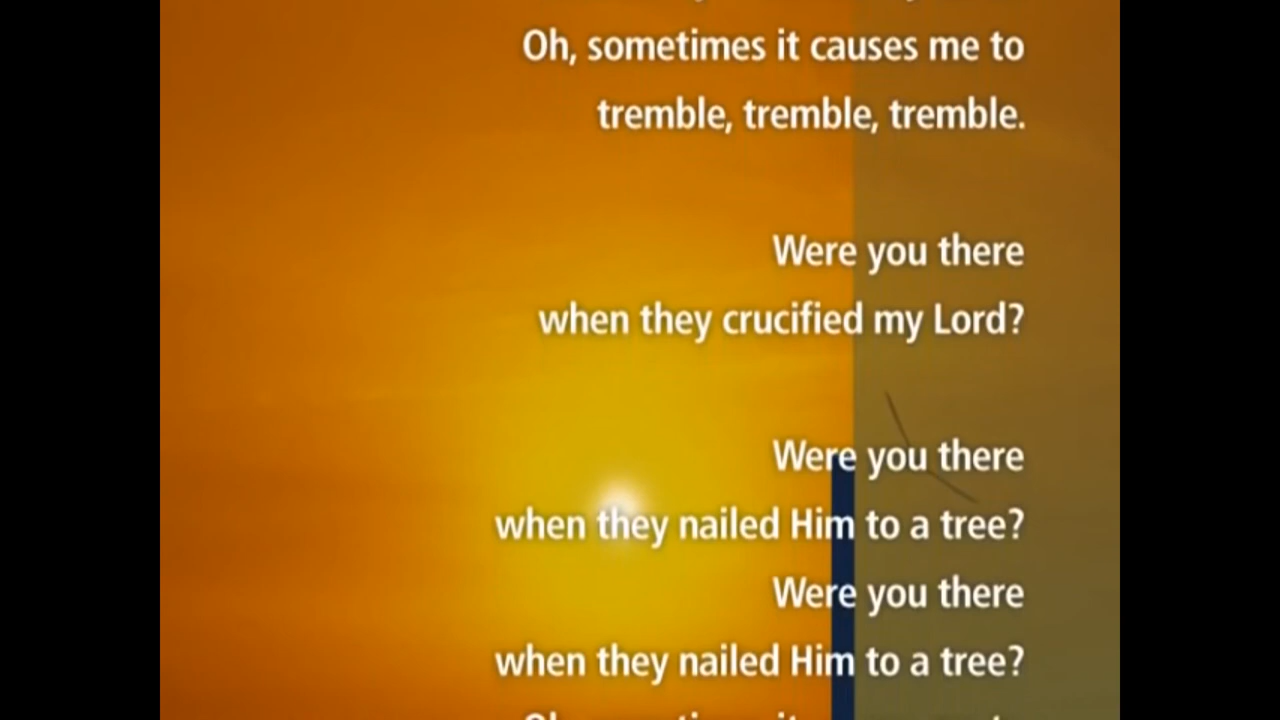 Oh, sometimes it causes me to
tremble, tremble, tremble.
Were you there
when they crucified my Lord?
Were you there
when they nailed Him to a tree?
Were you there
when they nailed Him to a tree?